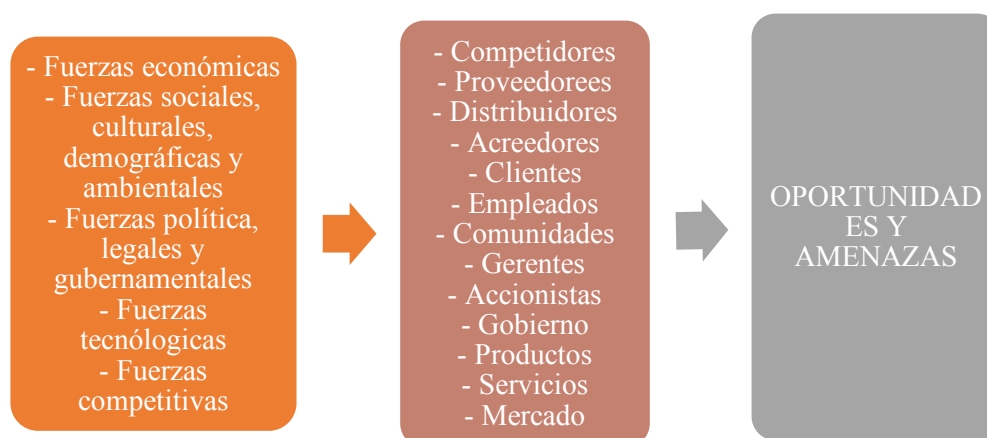 - Fuerzas económicas
- Fuerzas sociales,
culturales,
demográficas y
ambientales
- Fuerzas política,
legales y
gubernamentales
- Fuerzas
tecnólogicas
- Fuerzas
competitivas
- Competidores
- Proveedorees
- Distribuidores
- Acreedores
- Clientes
- Empleados
- Comunidades
- Gerentes
- Accionistas
- Gobierno
- Productos
- Servicios
- Mercado
OPORTUNIDAD
ES Y
AMENAZAS